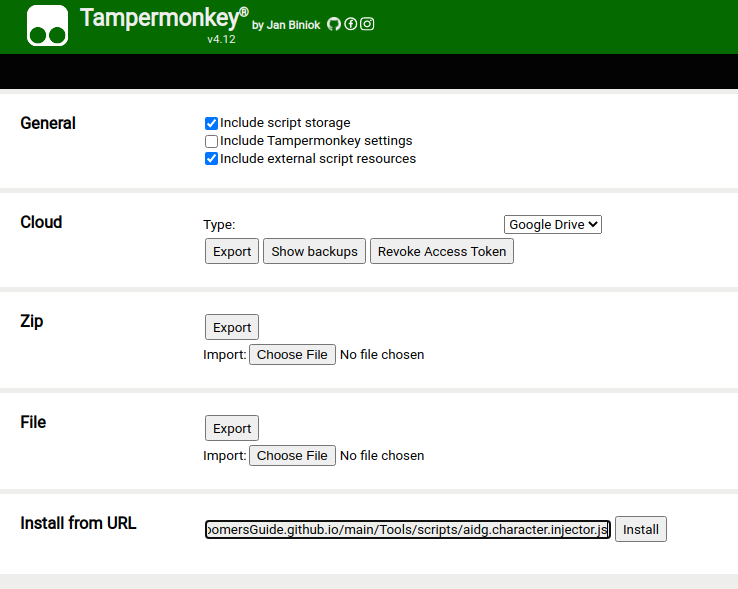 Tampermonkey® by Jan Biniok
v4.12
General
Include script storage
Include Tampermonkey settings
Include external script resources
Cloud
Type: Google Drive
Export Show backups Revoke Access Token
Zip
Export
Import: Choose File No file chosen
File
Export
Import: Choose File No file chosen
Install from URL
omersGuide.github.io/main/Tools/scripts/aidg.character.injector.js Install